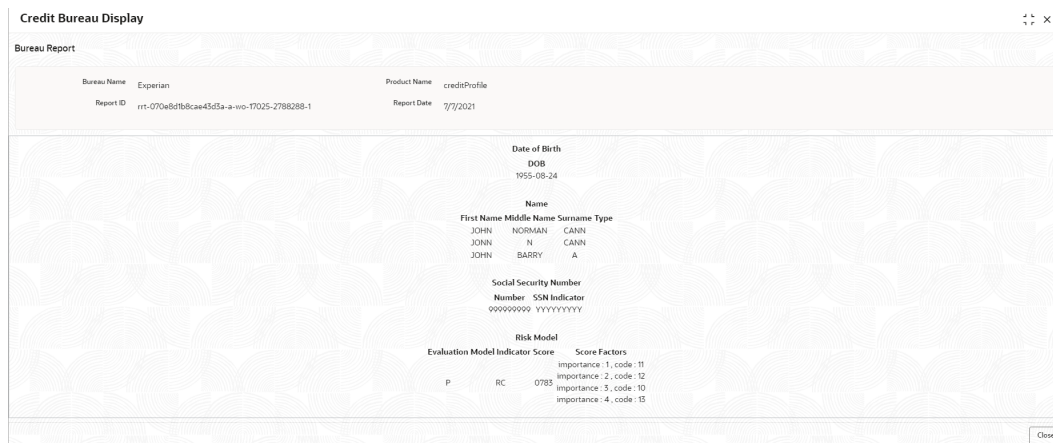 Credit Bureau Display
Bureau Report
Bureau Name Experian Product Name creditProfile
Report ID rrt-070e8d1b8cae43d3a-a-wo-17025-2788288-1 Report Date 7/7/2021
Date of Birth
DOB
1955-08-24
Name
First Name Middle Name Surname Type
JOHN NORMAN CANN
JONN N CANN
JOHN BARRY A
Social Security Number
Number SSN Indicator
999999999 YYYYYYYYY
Risk Model
Evaluation Model Indicator Score Score Factors
importance : 1 , code : 11
importance : 2 , code : 12
P RC 0783
importance : 3 , code : 10
importance : 4 , code : 13
Close